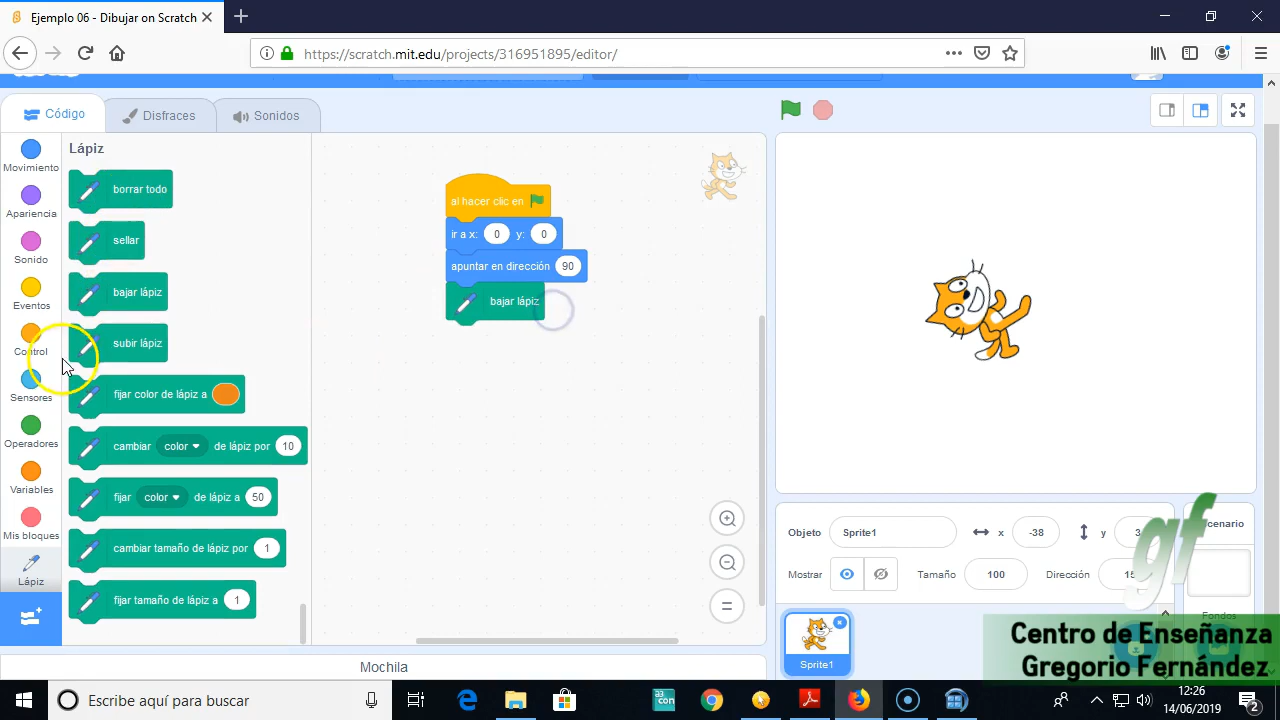 Ejemplo 06 - Dibujar on Scratch
https://scratch.mit.edu/projects/316951895/editor/
Código
Disfraces
Sonidos
Movimiento
Apariencia
Sonido
Eventos
Control
Sensores
Operadores
Variables
Mis bloques
Lápiz
Lápiz
borrar todo
sellar
bajar lápiz
subir lápiz
fijar color de lápiz a
cambiar color de lápiz por 10
fijar color de lápiz a 50
cambiar tamaño de lápiz por 1
fijar tamaño de lápiz a 1
al hacer clic en
ir a x: 0 y: 0
apuntar en dirección 90
bajar lápiz
Objeto Sprite1 x -38 y
Mostrar Tamaño 100 Dirección
Sprite1
Fondos
gf
Centro de Enseñanza
Gregorio Fernández
Mochila
Escribe aquí para buscar
12:26
14/06/2019
2